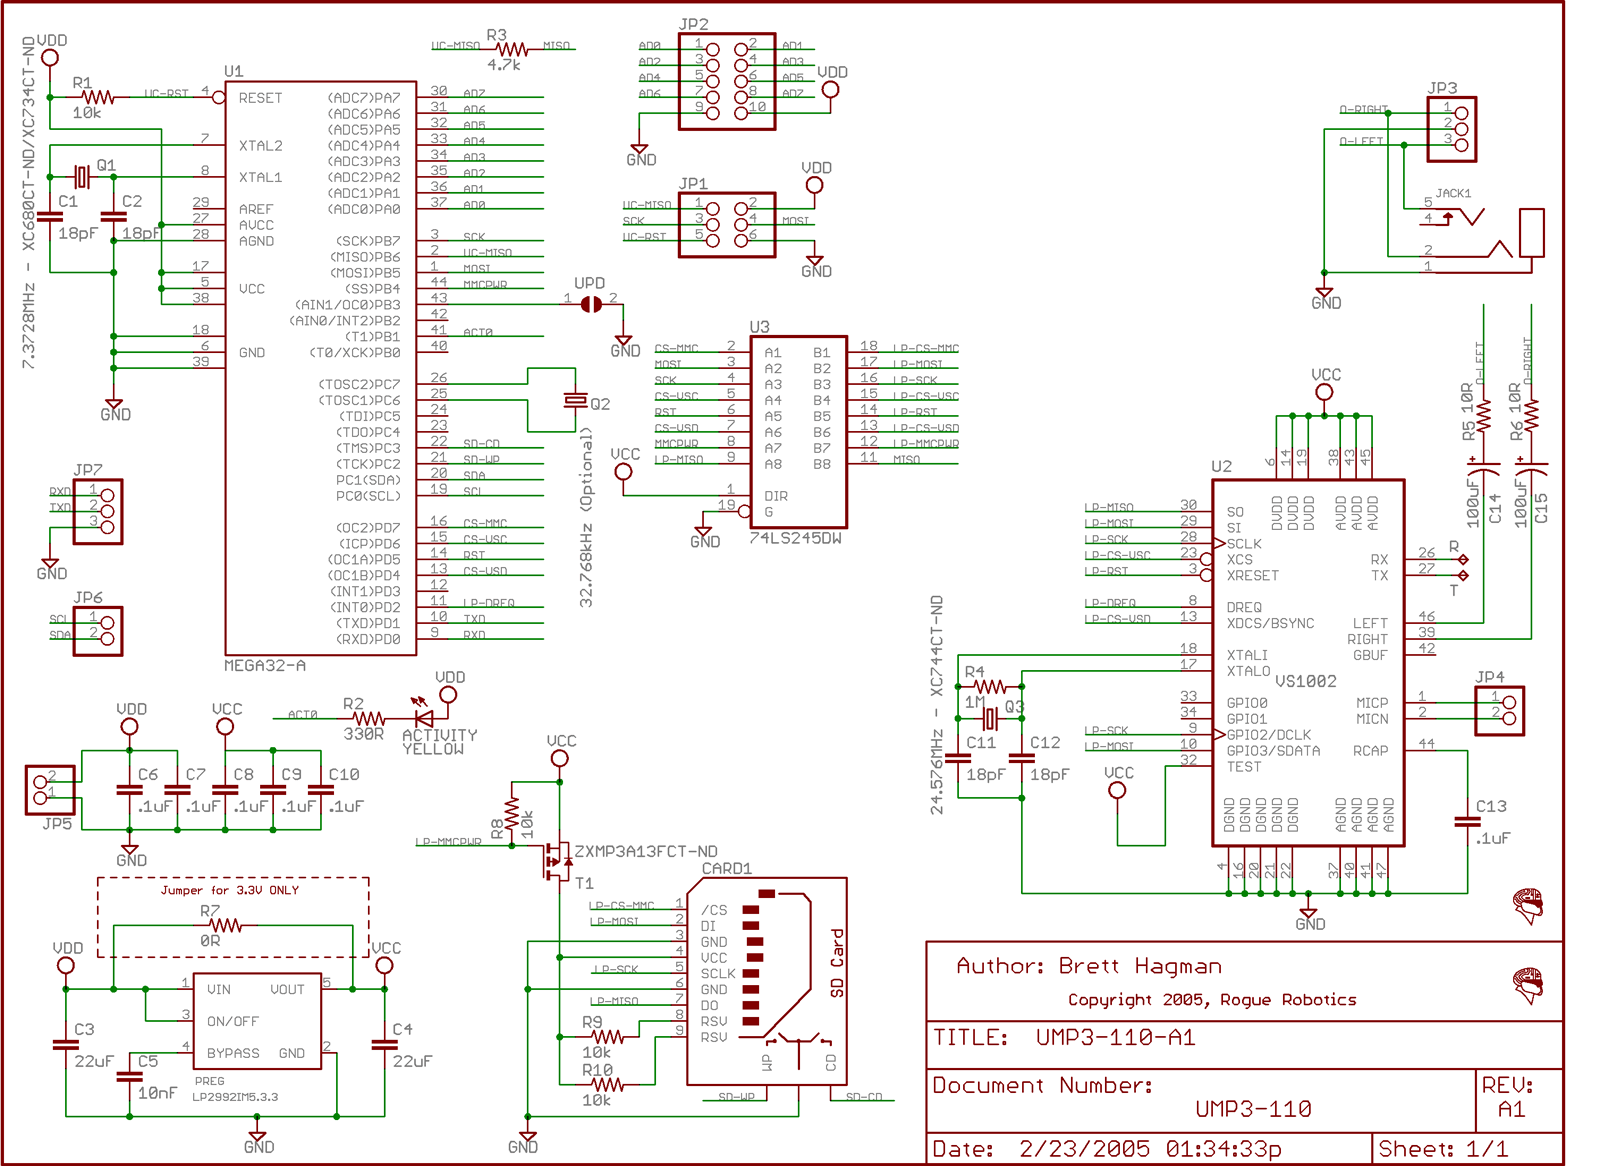 VDD
7.3728MHz - XC6680CT-ND/XC734CT-ND
R1
10k
UC-RST
Q1
C1
18pF
C2
18pF
GND
U1
4 RESET
7 XTAL2
8 XTAL1
29 AREF
27 AVCC
28 AGND
17
5 VCC
38
18
6 GND
39
(ADC7)PA7 30 AD7
(ADC6)PA6 31 AD6
(ADC5)PA5 32 AD5
(ADC4)PA4 33 AD4
(ADC3)PA3 34 AD3
(ADC2)PA2 35 AD2
(ADC1)PA1 36 AD1
(ADC0)PA0 37 AD0
(SCK)PB7 3 SCK
(MISO)PB6 2 UC-MISO
(MOSI)PB5 1 MOSI
(SS)PB4 44 MMCPWR
(AIN1/OC0)PB3 43
(AIN0/INT2)PB2 42
(T1)PB1 41 ACT0
(T0/XCK)PB0 40
(TOSC2)PC7 26
(TOSC1)PC6 25
(TDI)PC5 24
(TDO)PC4 23
(TMS)PC3 22 SD-CD
(TCK)PC2 21 SD-WP
PC1(SDA) 20 SDA
PC0(SCL) 19 SCL
(OC2)PD7 16 CS-MMC
(ICP)PD6 15 CS-VSC
(OC1A)PD5 14 RST
(OC1B)PD4 13 CS-VSD
(INT1)PD3 12
(INT0)PD2 11 LP-DREQ
(TXD)PD1 10 TXD
(RXD)PD0 9 RXD
MEGA32-A
UC-MISO R3 MISO
4.7k
UPD
1 2
GND
Q2
32.768kHz (Optional)
JP2
AD0 1 2 AD1
AD2 3 4 AD3
AD4 5 6 AD5
AD6 7 8 AD7
9 10
VDD
GND
JP1
UC-MISO 1 2
SCK 3 4 MOSI
UC-RST 5 6
VDD
GND
U3
CS-MMC 2 A1 B1 18 LP-CS-MMC
MOSI 3 A2 B2 17 LP-MOSI
SCK 4 A3 B3 16 LP-SCK
CS-VSC 5 A4 B4 15 LP-CS-VSC
RST 6 A5 B5 14 LP-RST
CS-VSD 7 A6 B6 13 LP-CS-VSD
MMCPWR 8 A7 B7 12 LP-MMCPWR
LP-MISO 9 A8 B8 11 MISO
VCC
1 DIR
19 G
GND
74LS245DW
JP3
O-RIGHT 1
2
O-LEFT 3
JACK1
5
4
2
1
GND
O-LEFT
O-RIGHT
R5 10R
R6 10R
+
+
100uF C14
100uF C15
VCC
U2
6 14 19 38 43 45
DVDD DVDD DVDD AVDD AVDD AVDD
LP-MISO 30 SO
LP-MOSI 29 SI
LP-SCK 28 SCLK
LP-CS-VSC 23 XCS
LP-RST 3 XRESET
LP-DREQ 8 DREQ
LP-CS-VSD 13 XDCS/BSYNC
18 XTALI
17 XTALO
VS1002
33 GPIO0
34 GPIO1
LP-SCK 9 GPIO2/DCLK
LP-MOSI 10 GPIO3/SDATA
32 TEST
RX 26 R
TX 27 T
LEFT 46
RIGHT 39
GBUF 42
MICP 1
MICN 2
RCAP 44
DGND DGND DGND DGND DGND AGND AGND AGND AGND
4 16 20 21 22 37 40 41 47
GND
JP4
1
2
C13
.1uF
24.576MHz - XC744CT-ND
R4
1M
Q3
C11
18pF
C12
18pF
VCC
JP7
RXD 1
TXD 2
3
GND
JP6
SCL 1
SDA 2
ACT0 R2
330R
VDD
ACTIVITY
YELLOW
VDD
VCC
2
1
JP5
C6
.1uF
C7
.1uF
C8
.1uF
C9
.1uF
C10
.1uF
GND
Jumper for 3.3V ONLY
R7
0R
VDD
VCC
1 VIN VOUT 5
3 ON/OFF
4 BYPASS GND 2
PREG
LP2992IM5.3.3
C3
22uF
C5
10nF
C4
22uF
GND
VCC
R8
10k
LP-MMCPWR
ZXMP3A13FCT-ND
T1
CARD1
LP-CS-MMC 1 /CS
LP-MOSI 2 DI
3 GND
4 VCC
LP-SCK 5 SCLK
6 GND
LP-MISO 7 DO
8 RSV
9 RSV
SD Card
WP
CD
R9
10k
R10
10k
SD-WP
SD-CD
GND
Author: Brett Hagman
Copyright 2005, Rogue Robotics
TITLE: UMP3-110-A1
Document Number:
UMP3-110
REV:
A1
Date: 2/23/2005 01:34:33p
Sheet: 1/1